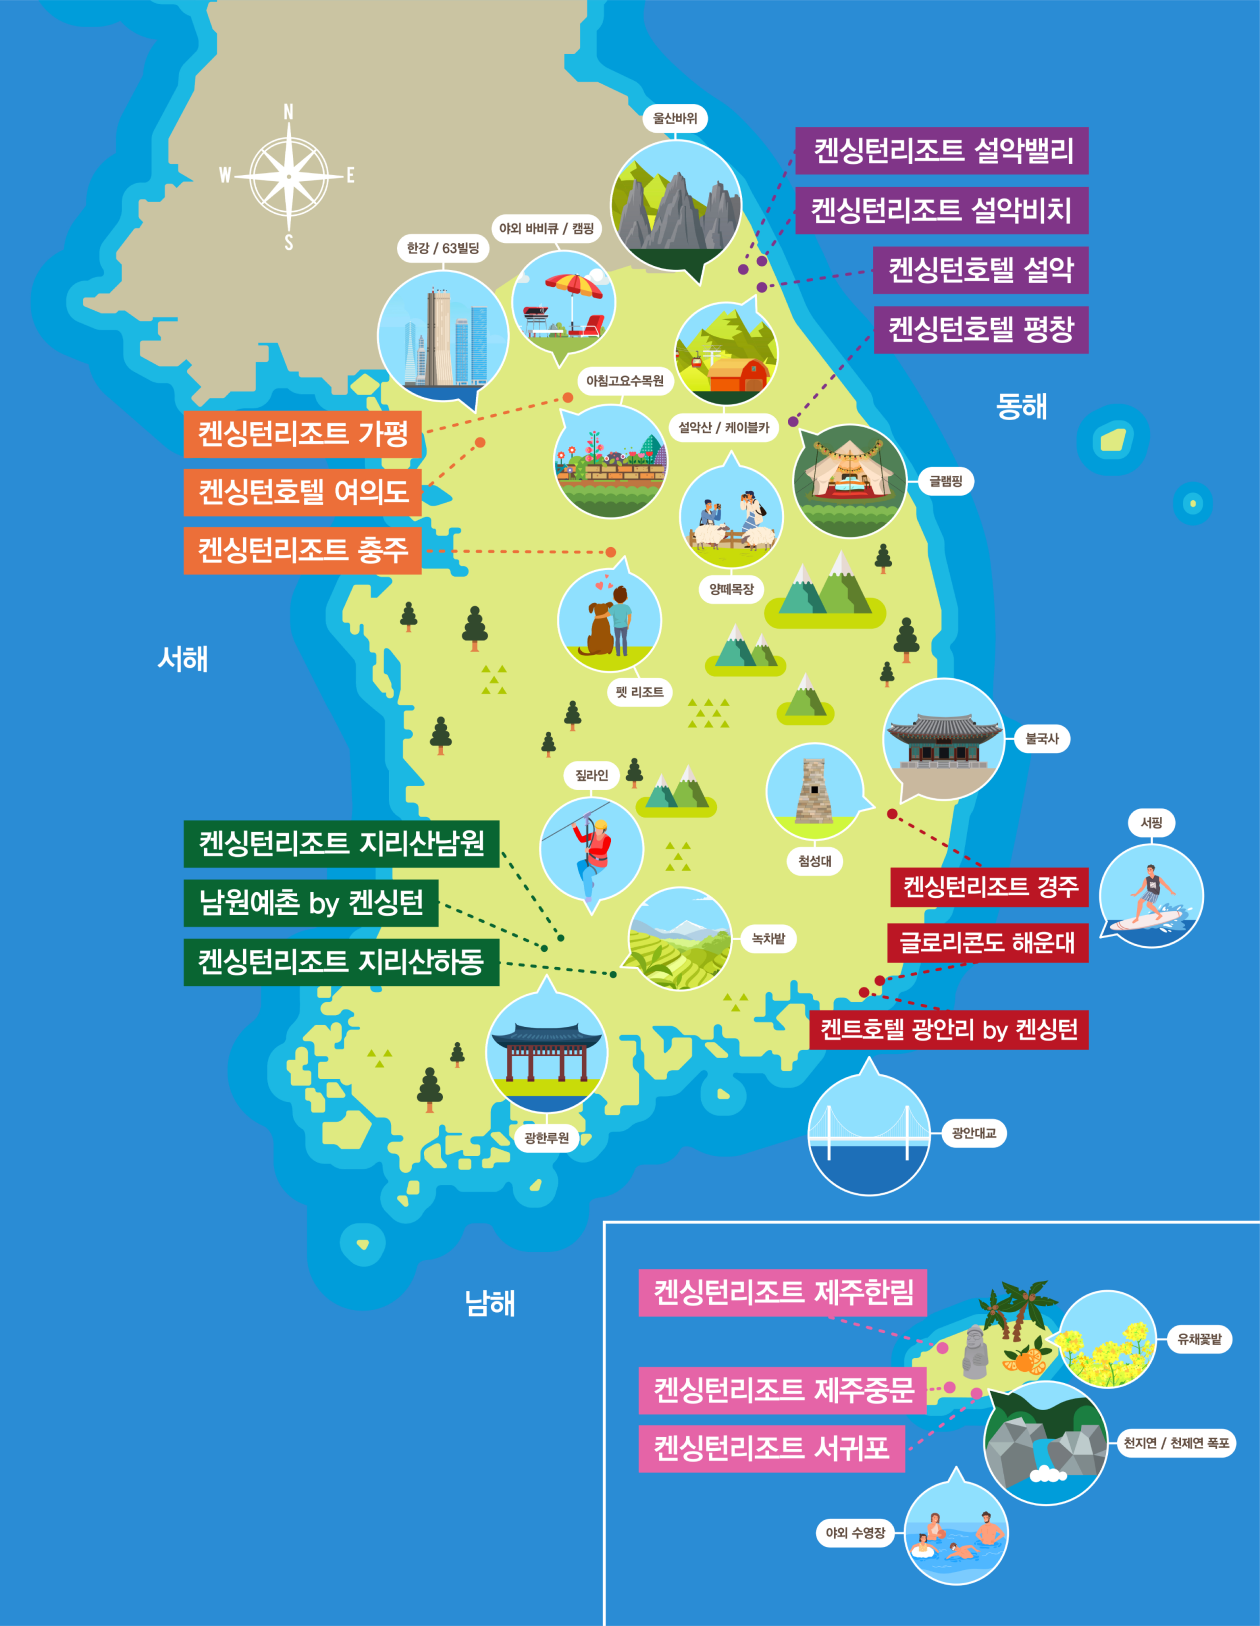 울산바위
N
W
E
S
야외 바비큐 / 캠핑
한강 / 63빌딩
켄싱턴리조트 설악밸리
켄싱턴리조트 설악비치
켄싱턴호텔 설악
켄싱턴호텔 평창
아침고요수목원
설악산 / 케이블카
동해
켄싱턴리조트 가평
켄싱턴호텔 여의도
켄싱턴리조트 충주
글램핑
양떼목장
서해
펫 리조트
불국사
짚라인
첨성대
서핑
켄싱턴리조트 지리산남원
남원예촌 by 켄싱턴
켄싱턴리조트 지리산하동
녹차밭
켄싱턴리조트 경주
글로리콘도 해운대
켄트호텔 광안리 by 켄싱턴
광한루원
광안대교
남해
켄싱턴리조트 제주한림
켄싱턴리조트 제주중문
켄싱턴리조트 서귀포
유채꽃밭
천지연 / 천제연 폭포
야외 수영장